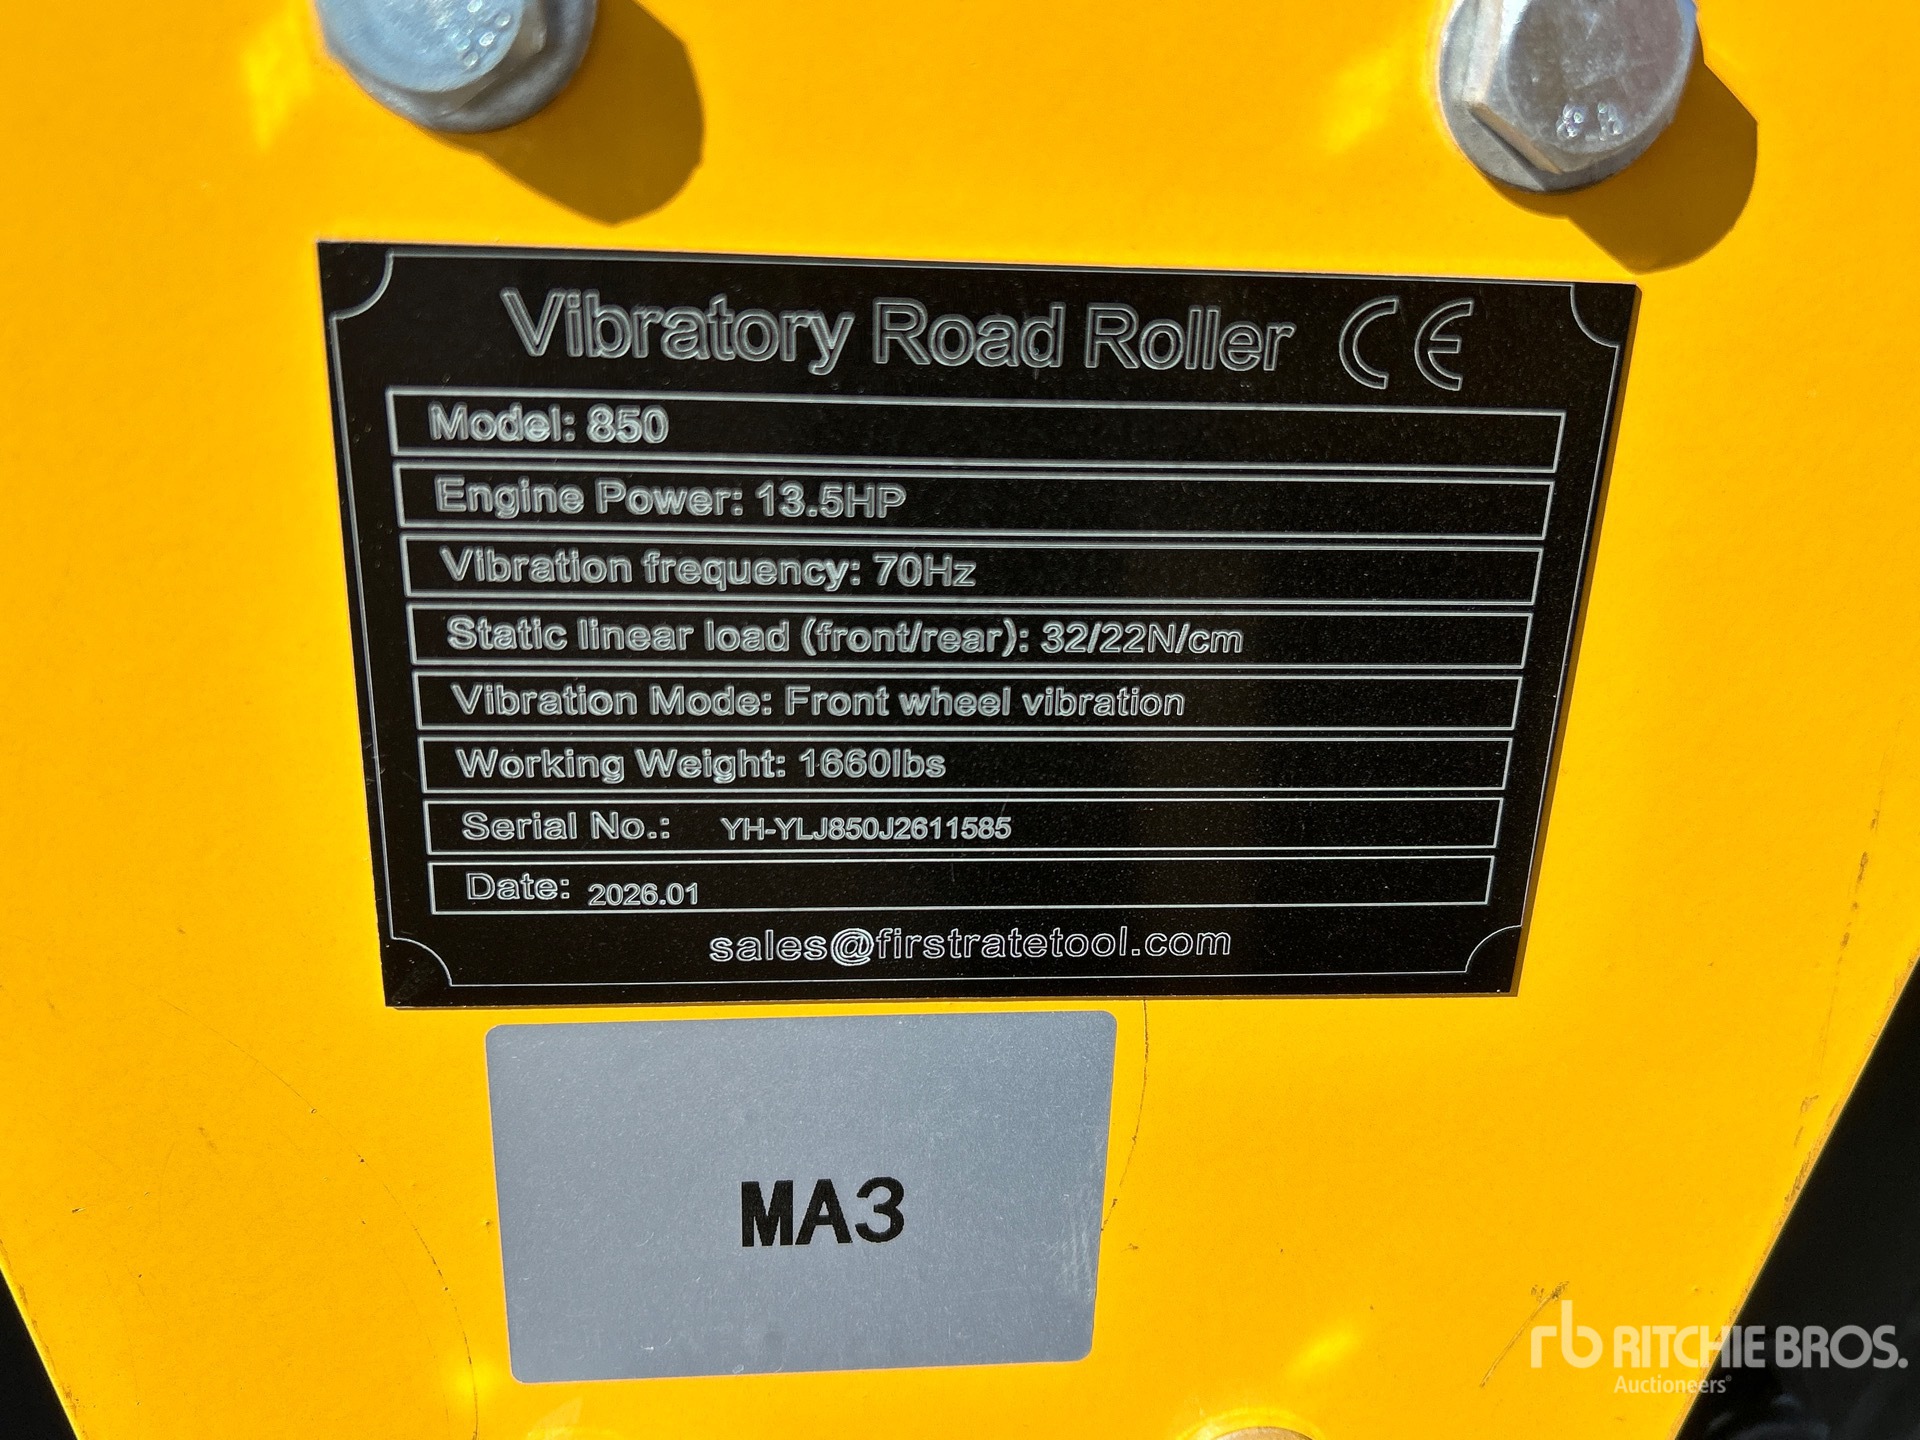 Vibratory Road Roller CE
Model: 850
Engine Power: 13.5HP
Vibration frequency: 70Hz
Static linear load (front/rear): 32/22N/cm
Vibration Mode: Front wheel vibration
Working Weight: 1660lbs
Serial No.: YH-YLJ850J2611585
Date: 2026.01
sales@firstratetool.com
MA3
rb RITCHIE BROS.
Auctioneers®